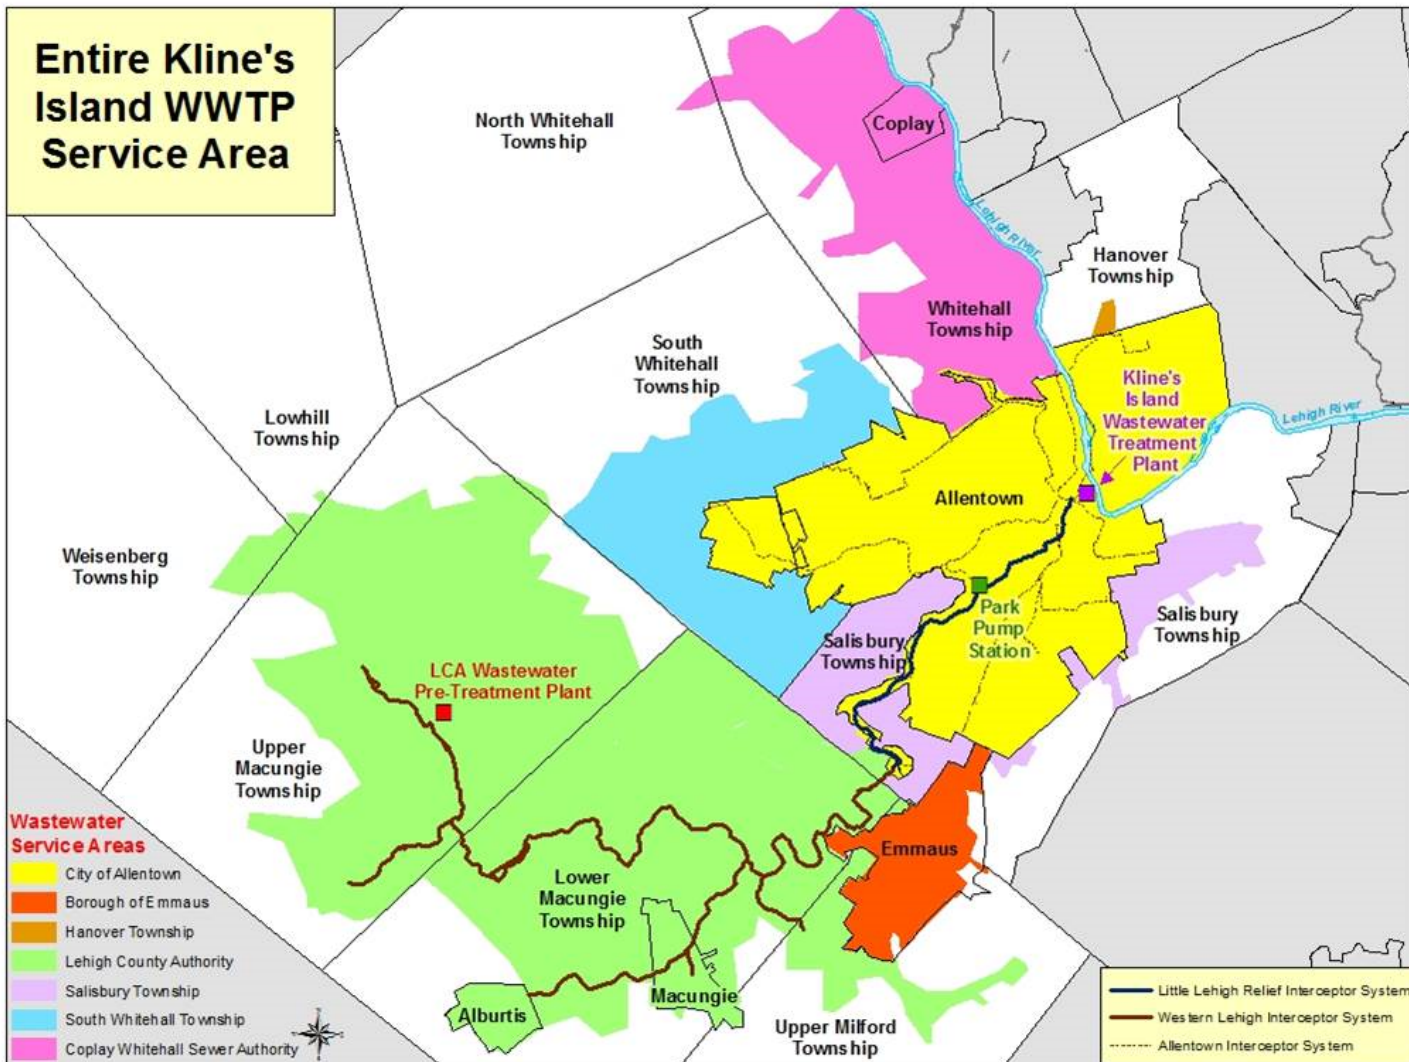 Entire Kline's
Island WWTP
Service Area
North Whitehall
Township
Coplay
Lehigh River
Hanover
Township
Whitehall
Township
South
Whitehall
Township
Kline's
Island
Wastewater
Treatment
Plant
Lehigh River
Lowhill
Township
Allentown
Weisenberg
Township
Park
Pump
Station
Salisbury
Township
Salisbury
Township
LCA Wastewater
Pre-Treatment Plant
Upper
Macungie
Township
Emmaus
Lower
Macungie
Township
Macungie
Alburtis
Upper Milford
Township
Wastewater
Service Areas
City of Allentown
Borough of Emmaus
Hanover Township
Lehigh County Authority
Salisbury Township
South Whitehall Township
Coplay Whitehall Sewer Authority
Little Lehigh Relief Interceptor System
Western Lehigh Interceptor System
Allentown Interceptor System